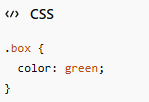 </> CSS
.box {
  color: green;
}